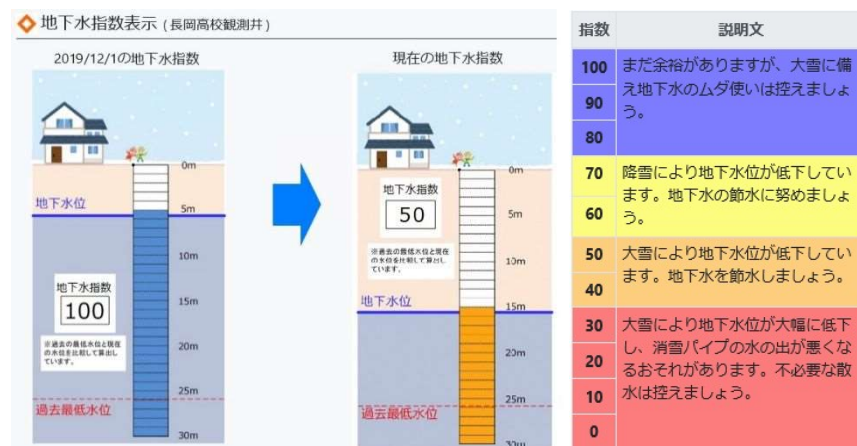 地下水指数表示(長岡高校観測井)
2019/12/1の地下水指数
0m
地下水位
5m
10m
地下水指数
100
15m
※過去の最低水位と現在
の水位を比較して算出し
ています。
20m
25m
過去最低水位
30m
現在の地下水指数
0m
地下水指数
50
5m
※過去の最低水位と現在
の水位を比較して算出し
ています。
10m
地下水位
15m
20m
25m
過去最低水位
30m
指数
説明文
100
90
80
まだ余裕がありますが、大雪に備
え地下水のムダ使いは控えましょ
う。
70
60
降雪により地下水位が低下してい
ます。地下水の節水に努めましょ
う。
50
40
大雪により地下水位が低下してい
ます。地下水を節水しましょう。
30
20
10
0
大雪により地下水位が大幅に低下
し、消雪パイプの水の出が悪くな
るおそれがあります。不必要な散
水は控えましょう。